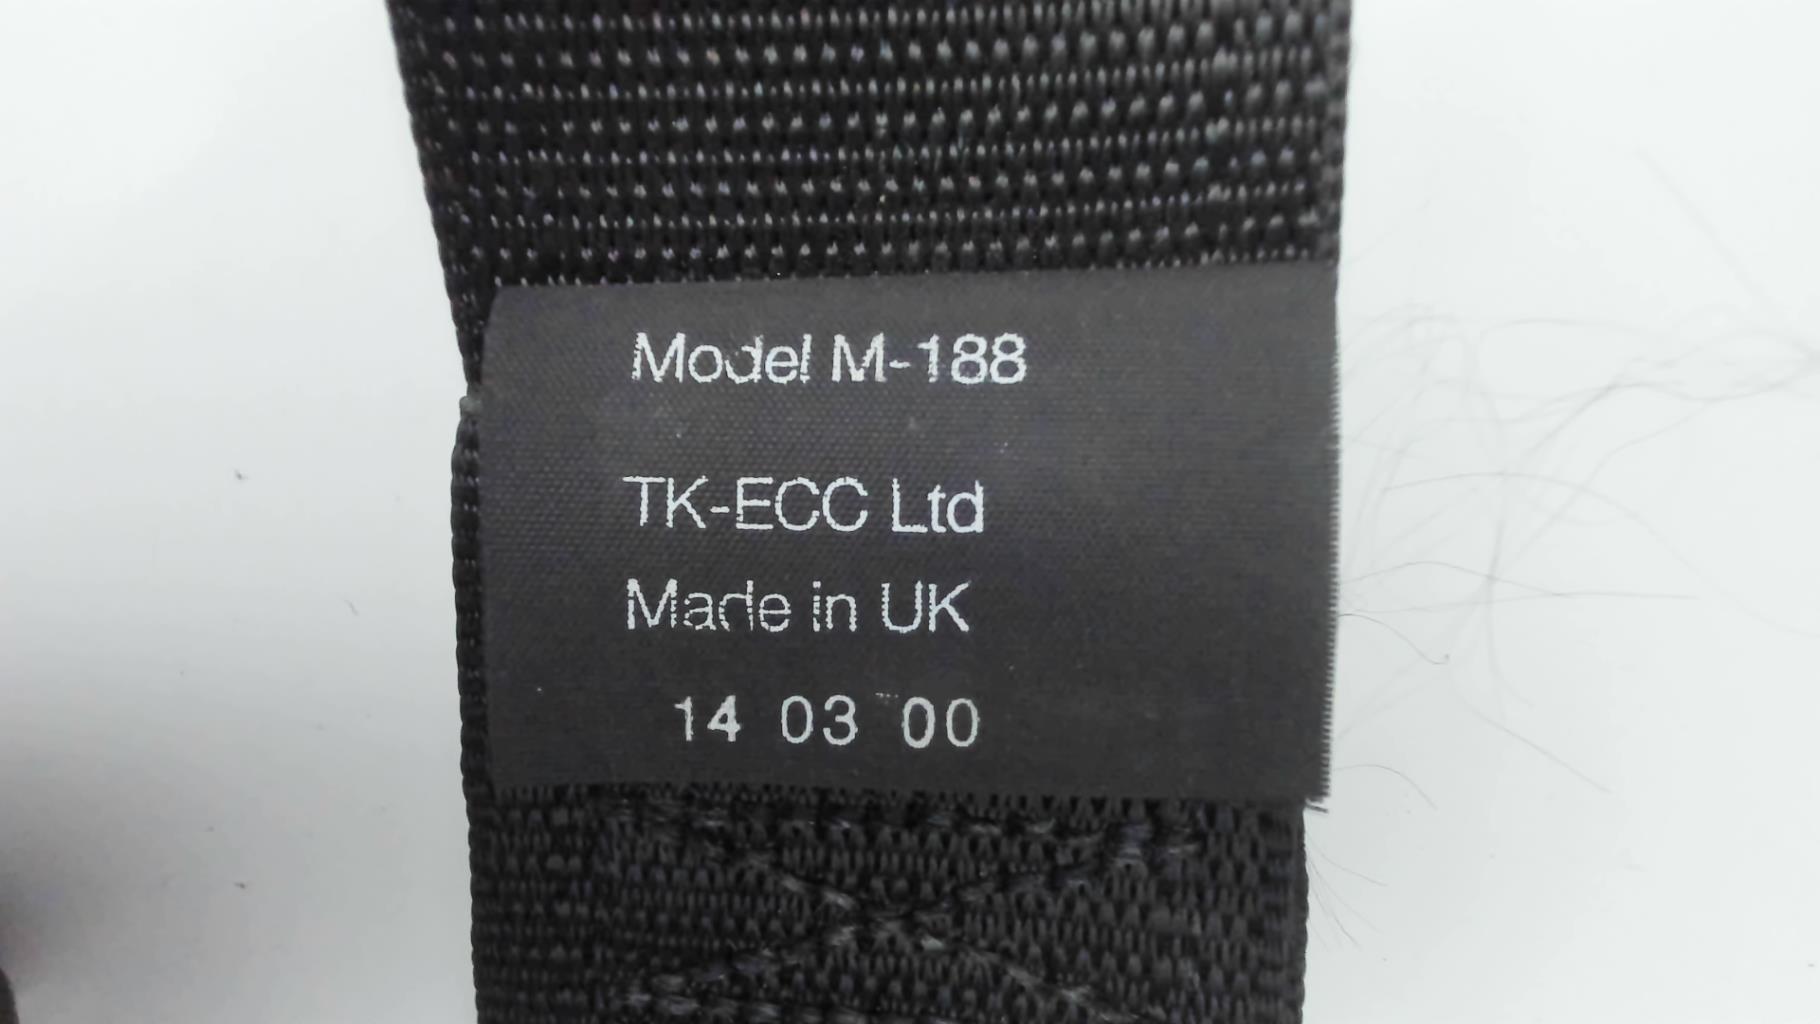 Model M-188
TK-ECC Ltd
Made in UK
14 03 00